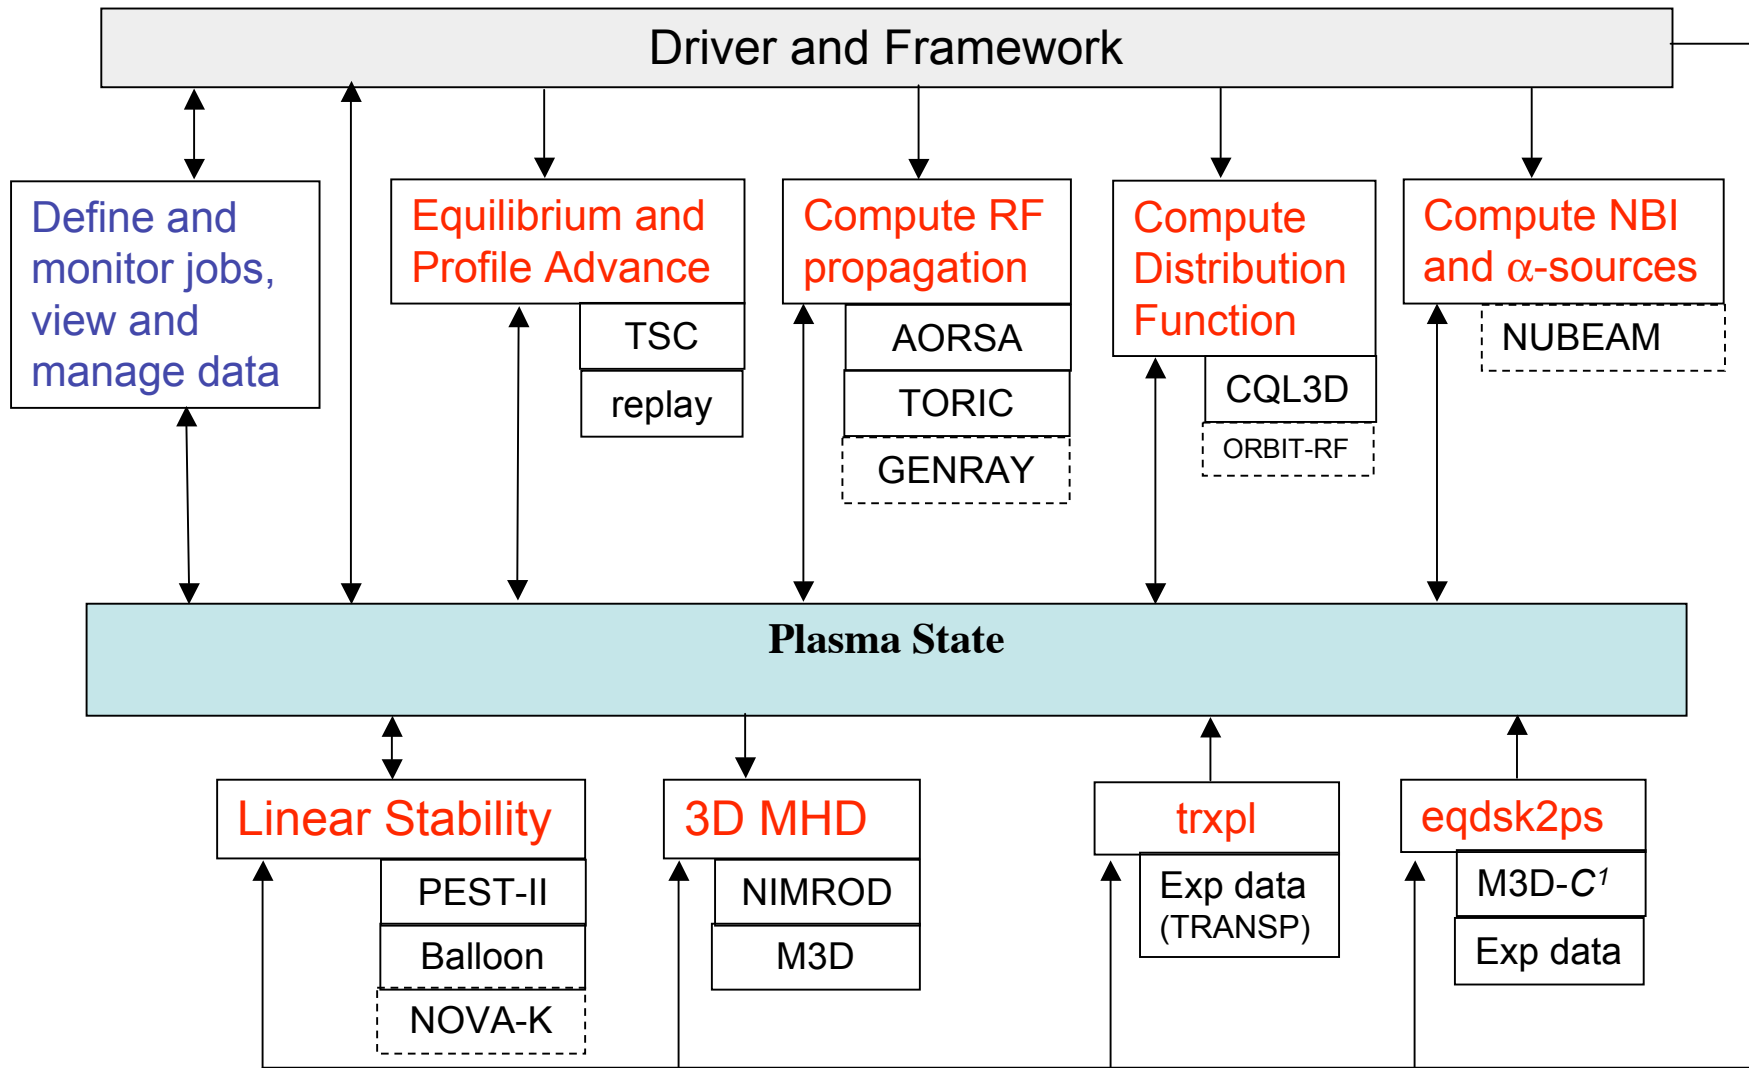 Driver and Framework
Define and
monitor jobs,
view and
manage data
Equilibrium and
Profile Advance
TSC
replay
Compute RF
propagation
AORSA
TORIC
GENRAY
Compute
Distribution
Function
CQL3D
ORBIT-RF
Compute NBI
and α-sources
NUBEAM
Plasma State
Linear Stability
PEST-II
Balloon
NOVA-K
3D MHD
NIMROD
M3D
trxpl
Exp data
(TRANSP)
eqdsk2ps
M3D-C¹
Exp data